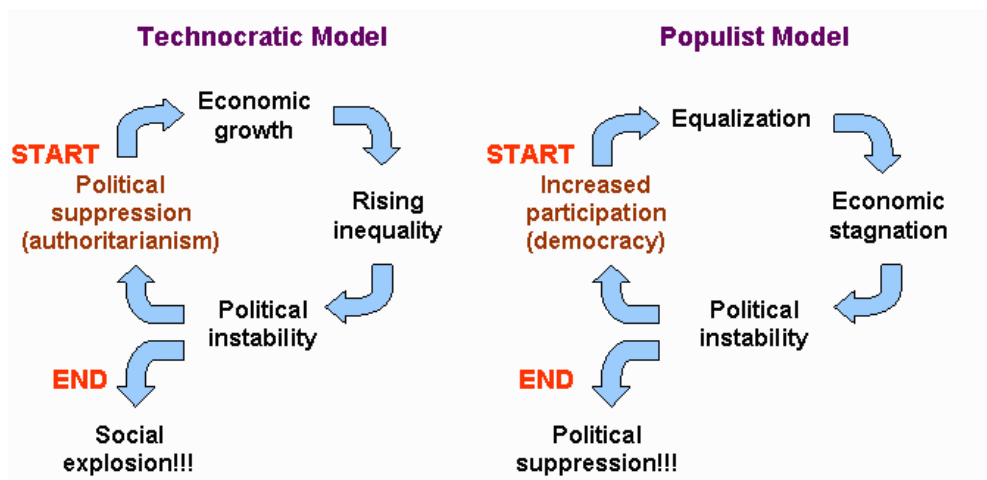 Technocratic Model
Economic
growth
START
Political
suppression
(authoritarianism)
Rising
inequality
Political
instability
END
Social
explosion!!!
Populist Model
Equalization
START
Increased
participation
(democracy)
Economic
stagnation
Political
instability
END
Political
suppression!!!